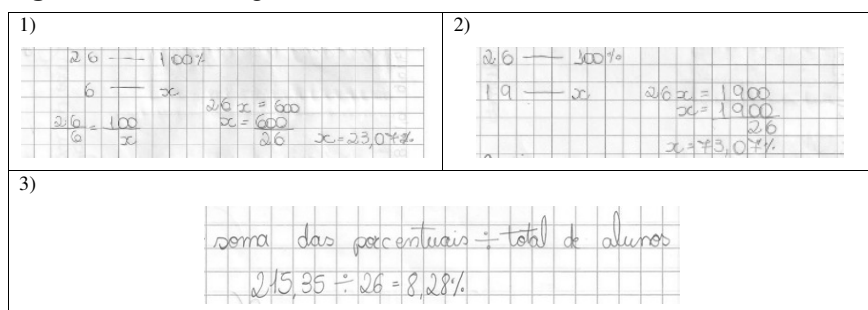 1)
26 — 100%
6 — x
26/6 = 100/x
26x = 600
x = 600/26
x = 23,07%
2)
26 — 100%
19 — x
26x = 1900
x = 1900/26
x = 73,07%
3)
soma das porcentuais ÷ total de alunos
215,35 ÷ 26 = 8,28%